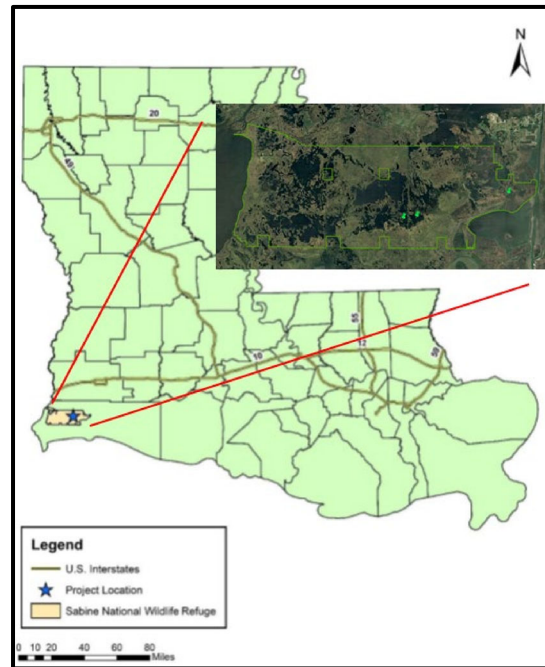 N
20
49
55
12
10
59
Legend
U.S. Interstates
Project Location
Sabine National Wildlife Refuge
0 10 20 40 60 80
Miles